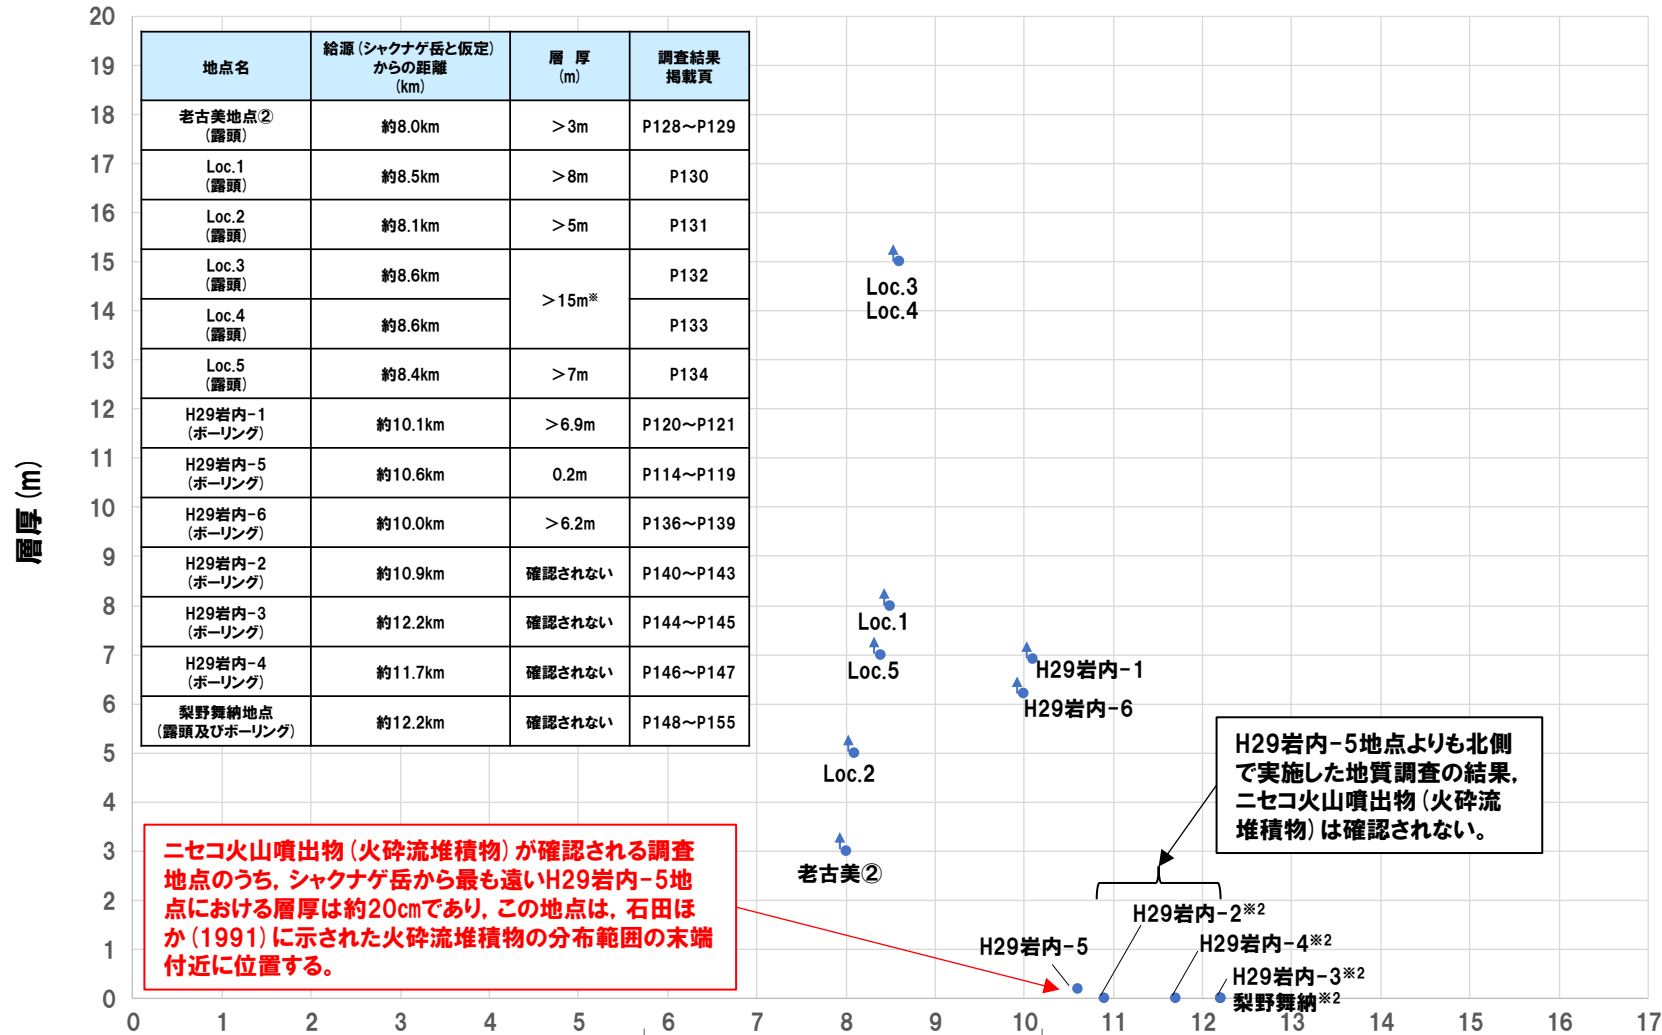 層厚(m)
20
19
18
17
16
15
14
13
12
11
10
9
8
7
6
5
4
3
2
1
0
0 1 2 3 4 5 6 7 8 9 10 11 12 13 14 15 16 17
地点名
給源(シャクナゲ岳と仮定)
からの距離
(km)
層 厚
(m)
調査結果
掲載頁
老古美地点②
(露頭)
約8.0km
>3m
P128～P129
Loc.1
(露頭)
約8.5km
>8m
P130
Loc.2
(露頭)
約8.1km
>5m
P131
Loc.3
(露頭)
約8.6km
>15m※
P132
Loc.4
(露頭)
約8.6km
P133
Loc.5
(露頭)
約8.4km
>7m
P134
H29岩内-1
(ボーリング)
約10.1km
>6.9m
P120～P121
H29岩内-5
(ボーリング)
約10.6km
0.2m
P114～P119
H29岩内-6
(ボーリング)
約10.0km
>6.2m
P136～P139
H29岩内-2
(ボーリング)
約10.9km
確認されない
P140～P143
H29岩内-3
(ボーリング)
約12.2km
確認されない
P144～P145
H29岩内-4
(ボーリング)
約11.7km
確認されない
P146～P147
梨野舞納地点
(露頭及びボーリング)
約12.2km
確認されない
P148～P155
Loc.3
Loc.4
Loc.1
Loc.5
H29岩内-1
H29岩内-6
Loc.2
老古美②
H29岩内-5地点よりも北側
で実施した地質調査の結果,
ニセコ火山噴出物(火砕流
堆積物)は確認されない。
ニセコ火山噴出物(火砕流堆積物)が確認される調査
地点のうち, シャクナゲ岳から最も遠いH29岩内-5地
点における層厚は約20cmであり, この地点は, 石田ほ
か(1991)に示された火砕流堆積物の分布範囲の末端
付近に位置する。
H29岩内-2※2
H29岩内-5
H29岩内-4※2
H29岩内-3※2
梨野舞納※2